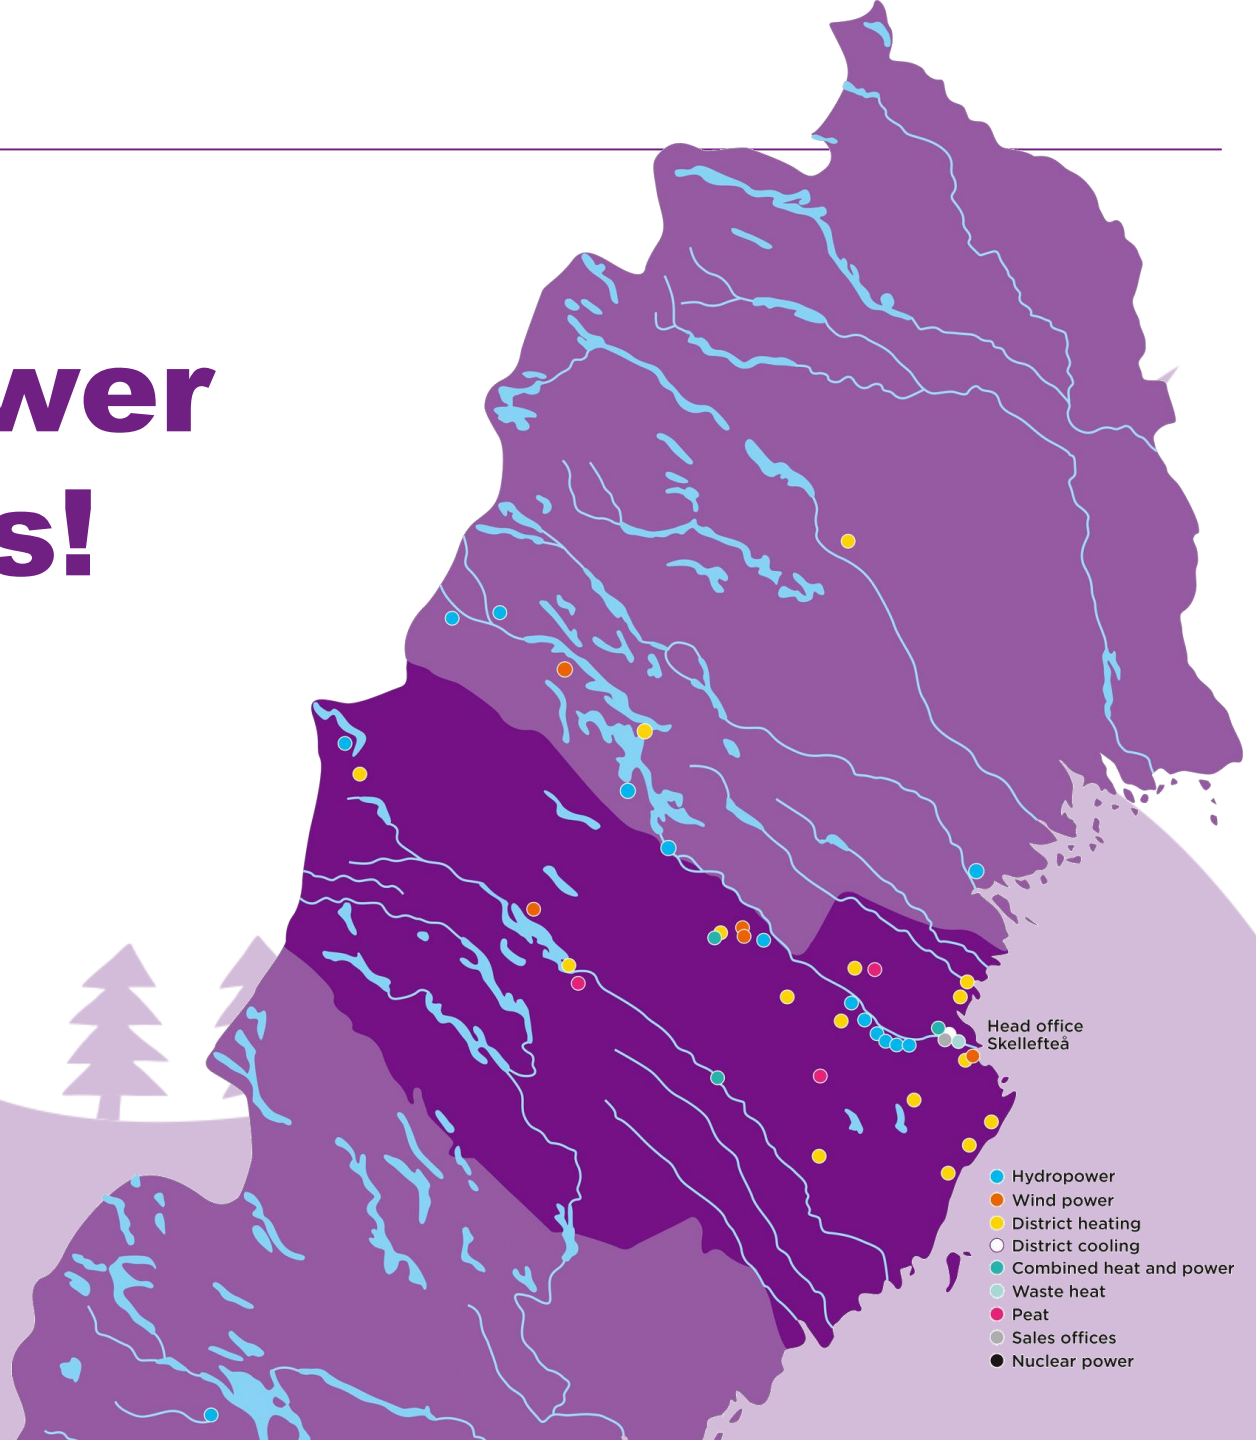 wer
s!
Head office
Skellefteå
Hydropower
Wind power
District heating
District cooling
Combined heat and power
Waste heat
Peat
Sales offices
Nuclear power